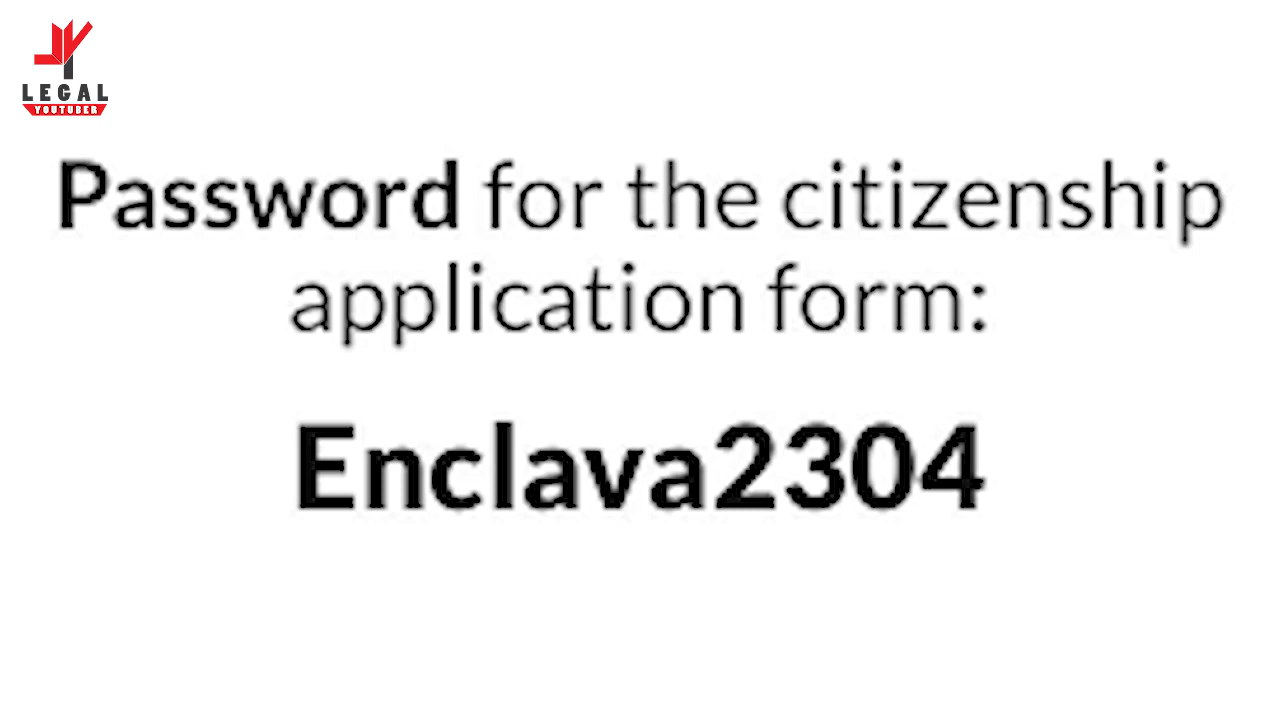 LEGAL
YOUTUBER
Password for the citizenship
application form:
Enclava2304